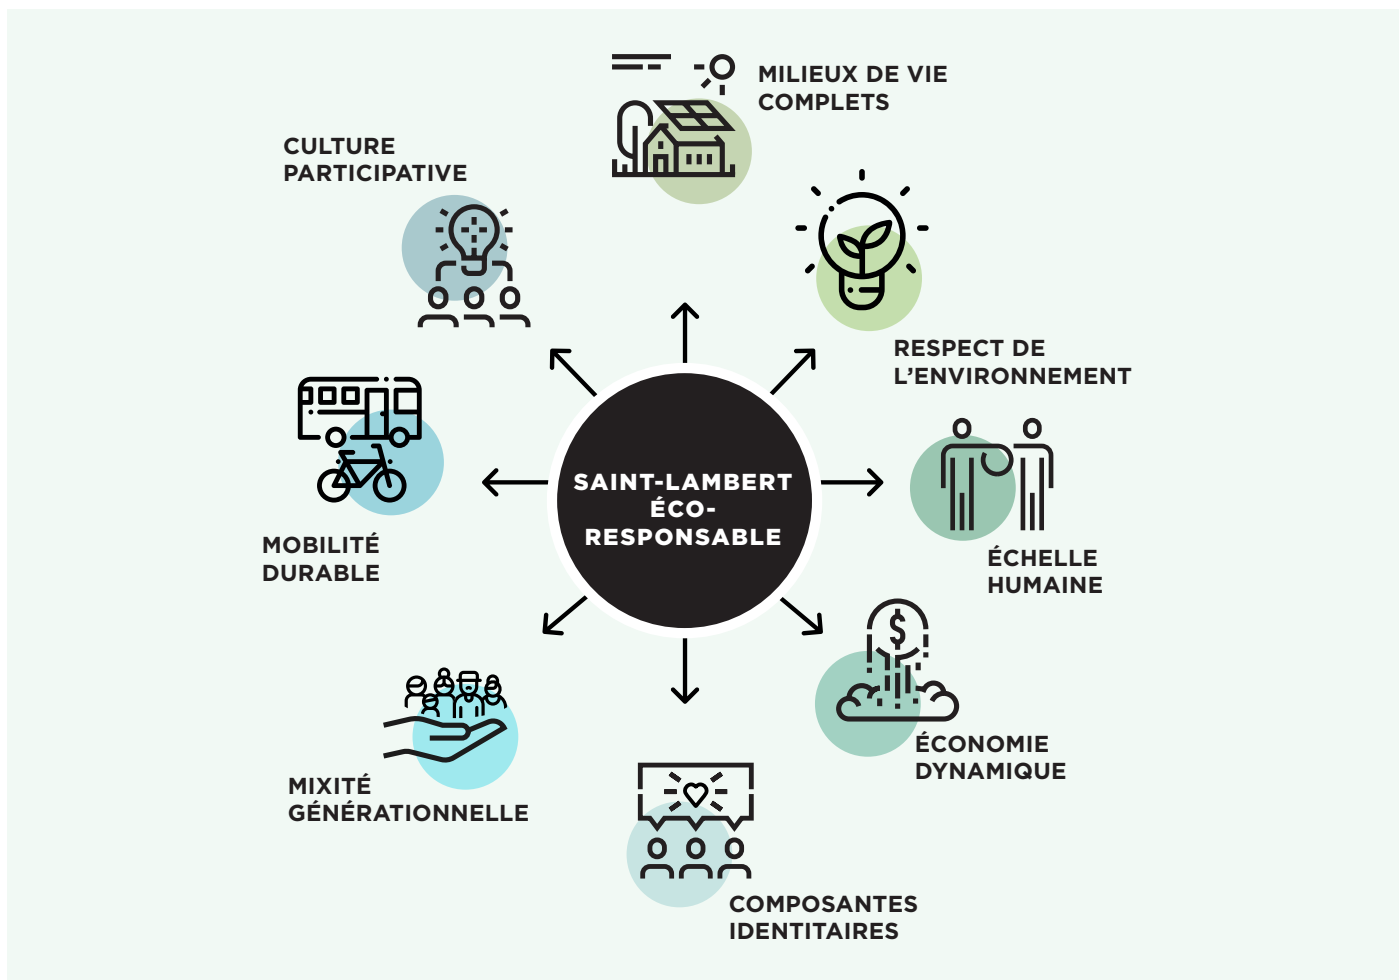 MILIEUX DE VIE
COMPLETS
CULTURE
PARTICIPATIVE
RESPECT DE
L’ENVIRONNEMENT
SAINT-LAMBERT
ÉCO-
RESPONSABLE
MOBILITÉ
DURABLE
ÉCHELLE
HUMAINE
$
ÉCONOMIE
DYNAMIQUE
MIXITÉ
GÉNÉRATIONNELLE
COMPOSANTES
IDENTITAIRES